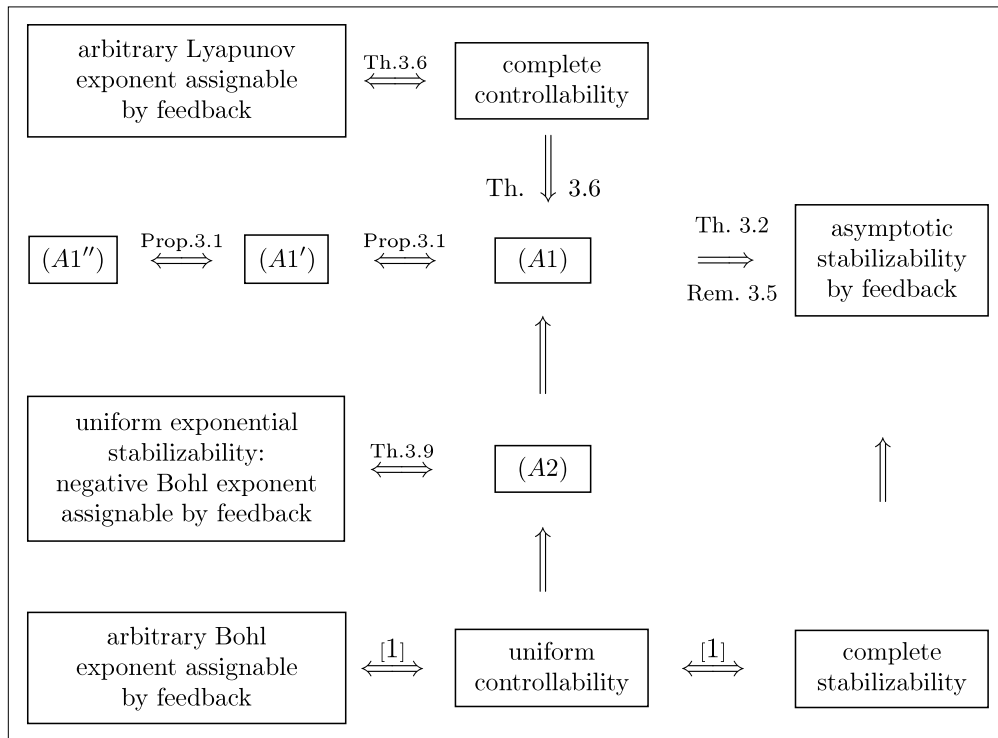 arbitrary Lyapunov
exponent assignable
by feedback
Th.3.6
⟺
complete
controllability
⇓
Th. 3.6
(A1′′)
Prop.3.1
⟺
(A1′)
Prop.3.1
⟺
(A1)
Th. 3.2
⟹
Rem. 3.5
asymptotic
stabilizability
by feedback
⇑
uniform exponential
stabilizability:
negative Bohl exponent
assignable by feedback
Th.3.9
⟺
(A2)
⇑
⇑
arbitrary Bohl
exponent assignable
by feedback
[1]
⟺
uniform
controllability
[1]
⟺
complete
stabilizability